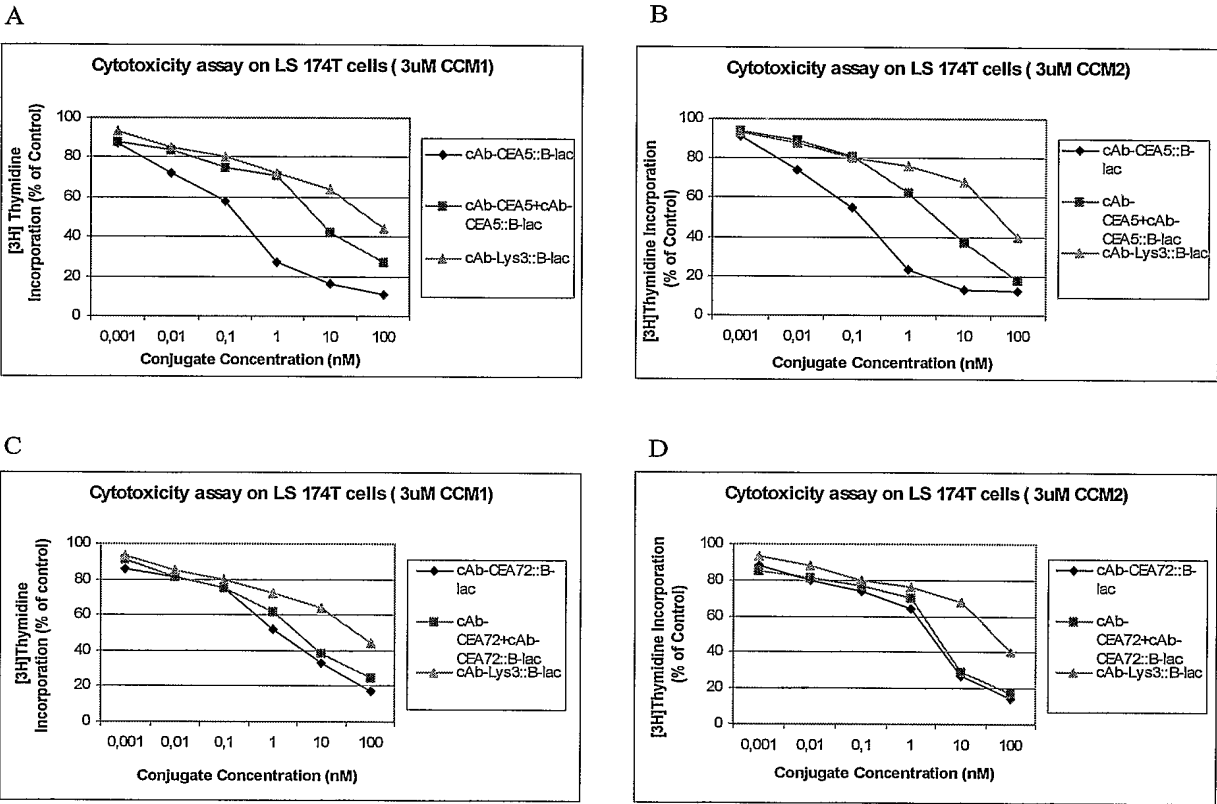 A
Cytotoxicity assay on LS 174T cells ( 3uM CCM1)
[3H] Thymidine
Incorporation (% of Control)
100
80
60
40
20
0
0,001 0,01 0,1 1 10 100
Conjugate Concentration (nM)
cAb-CEA5::B-lac
cAb-CEA5+cAb-
CEA5::B-lac
cAb-Lys3::B-lac
B
Cytotoxicity assay on LS 174T cells ( 3uM CCM2)
[3H]Thymidine Incorporation
(% of Control)
100
80
60
40
20
0
0,001 0,01 0,1 1 10 100
Conjugate Concentration (nM)
cAb-CEA5::B-
lac
cAb-
CEA5+cAb-
CEA5::B-lac
cAb-Lys3::B-lac
C
Cytotoxicity assay on LS 174T cells ( 3uM CCM1)
[3H]Thymidine
Incorporation (% of control)
100
80
60
40
20
0
0,001 0,01 0,1 1 10 100
Conjugate Concentration (nM)
cAb-CEA72::B-
lac
cAb-
CEA72+cAb-
CEA72::B-lac
cAb-Lys3::B-lac
D
Cytotoxicity assay on LS 174T cells ( 3uM CCM2)
[3H]Thymidine Incorporation
(% of Control)
100
80
60
40
20
0
0,001 0,01 0,1 1 10 100
Conjugate Concentration (nM)
cAb-CEA72::B-
lac
cAb-
CEA72+cAb-
CEA72::B-lac
cAb-Lys3::B-lac